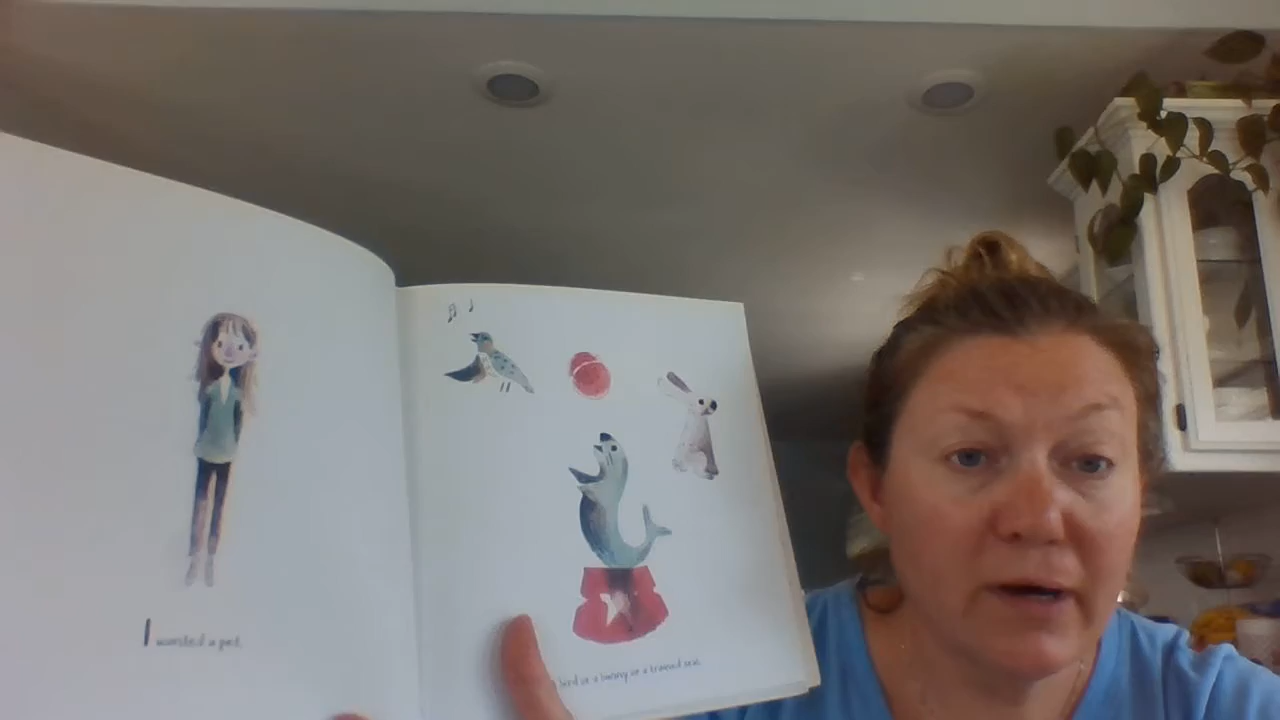 I wanted a pet.
bird or a bunny or a trained seal.